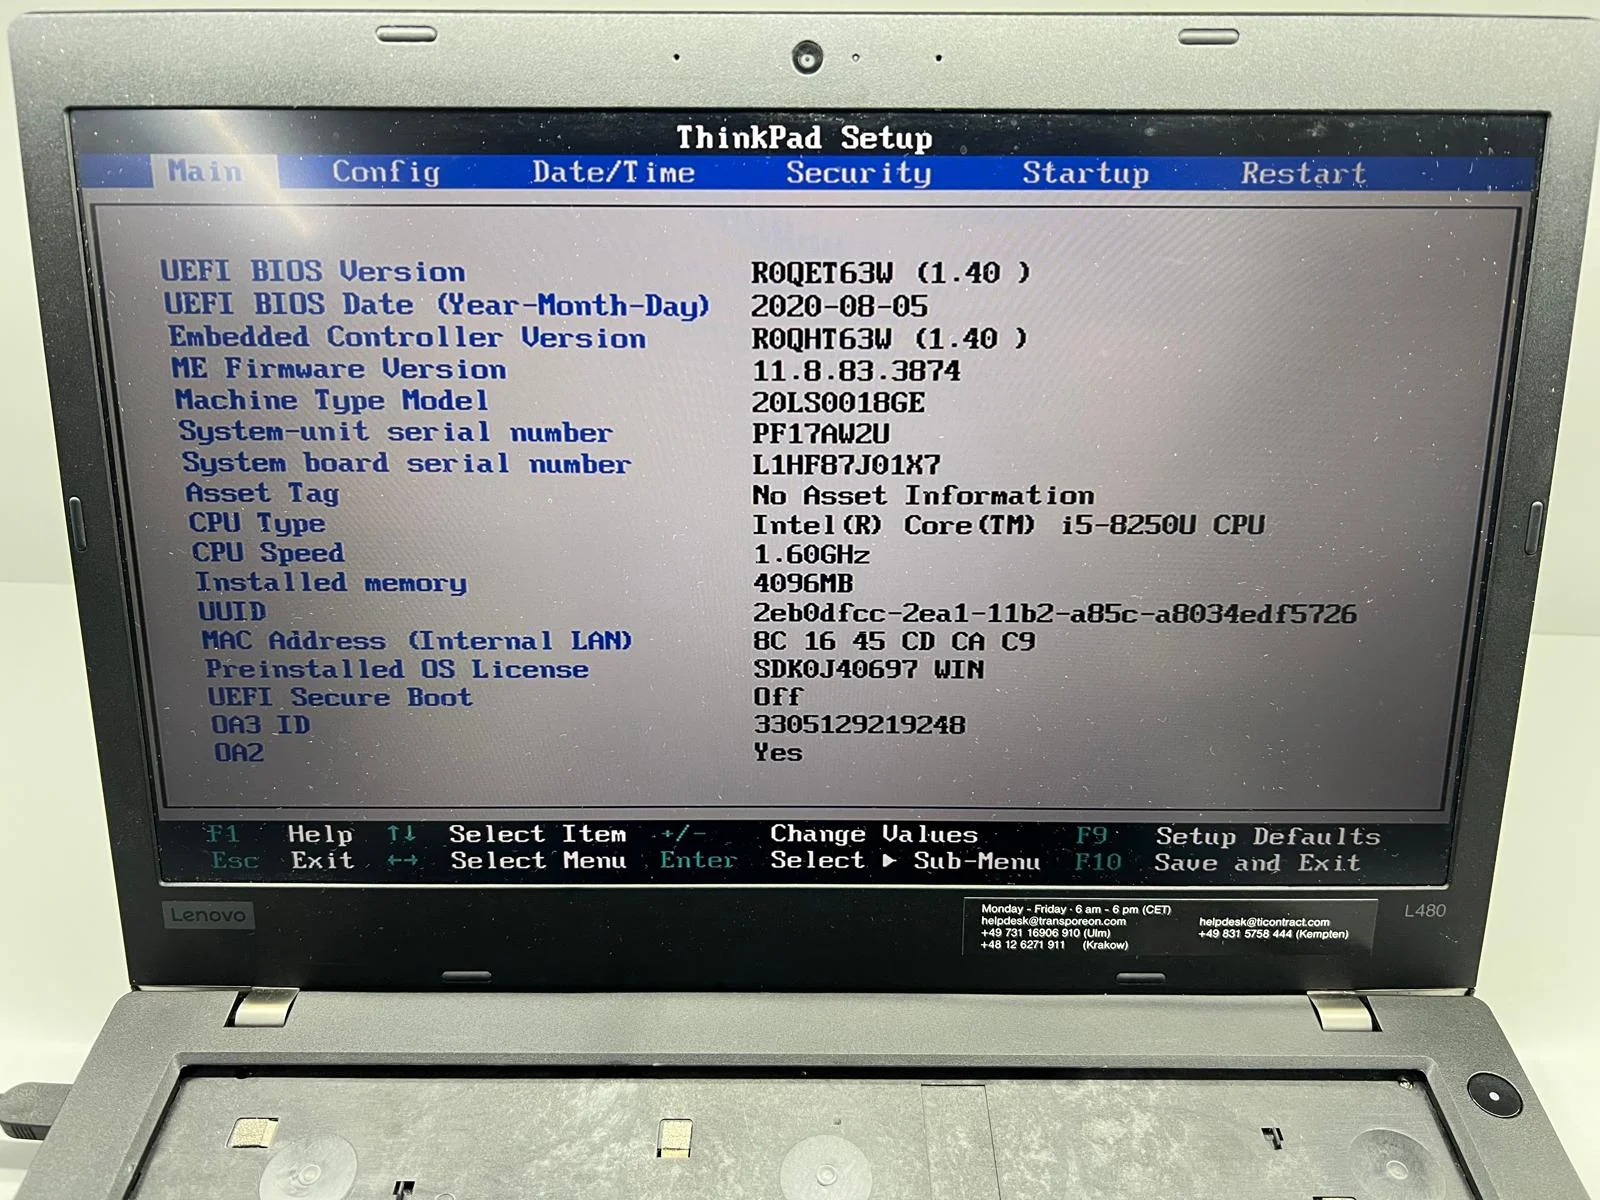 ThinkPad Setup
Main Config Date/Time Security Startup Restart
UEFI BIOS Version R0QET63W (1.40 )
UEFI BIOS Date (Year-Month-Day) 2020-08-05
Embedded Controller Version R0QHT63W (1.40 )
ME Firmware Version 11.8.83.3874
Machine Type Model 20LS0018GE
System-unit serial number PF17AW2U
System board serial number L1HF87J01X7
Asset Tag No Asset Information
CPU Type Intel(R) Core(TM) i5-8250U CPU
CPU Speed 1.60GHz
Installed memory 4096MB
UUID 2eb0dfcc-2ea1-11b2-a85c-a8034edf5726
MAC Address (Internal LAN) 8C 16 45 CD CA C9
Preinstalled OS License SDK0J40697 WIN
UEFI Secure Boot Off
OA3 ID 3305129219248
OA2 Yes
F1 Help ↑↓ Select Item +/- Change Values F9 Setup Defaults
Esc Exit ←→ Select Menu Enter Select ▶ Sub-Menu F10 Save and Exit
Lenovo
L480
Monday - Friday · 6 am - 6 pm (CET)
helpdesk@transporeon.com helpdesk@ticontract.com
+49 731 16906 910 (Ulm) +49 831 5758 444 (Kempten)
+48 12 6271 911 (Krakow)